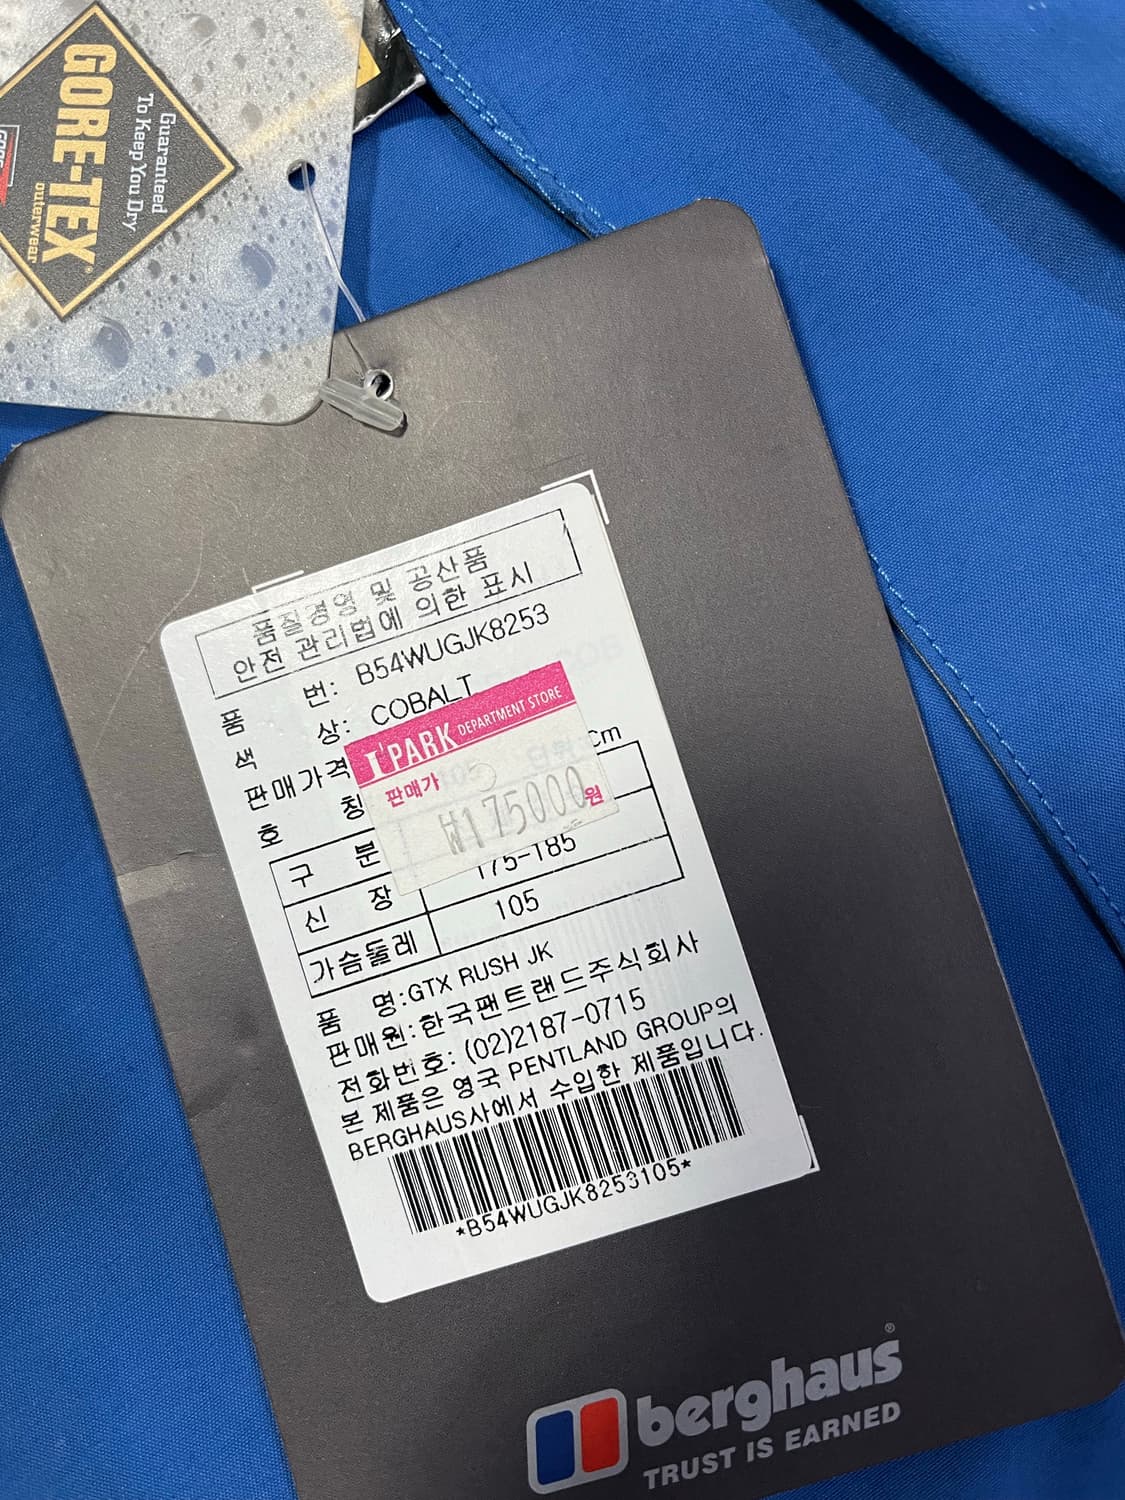 Guaranteed
To Keep You Dry
GORE-TEX®
outerwear
품질경영 및 공산품
안전 관리법에 의한 표시
품 번: B54WUGJK8253
색 상: COBALT
판매가격
호 칭
cm
I'PARK DEPARTMENT STORE
판매가
₩175000원
구 분
신 장 175-185
가슴둘레 105
품 명:GTX RUSH JK
판매원:한국팬트랜드주식회사
전화번호: (02)2187-0715
본 제품은 영국 PENTLAND GROUP의
BERGHAUS사에서 수입한 제품입니다.
*B54WUGJK8253105*
berghaus®
TRUST IS EARNED